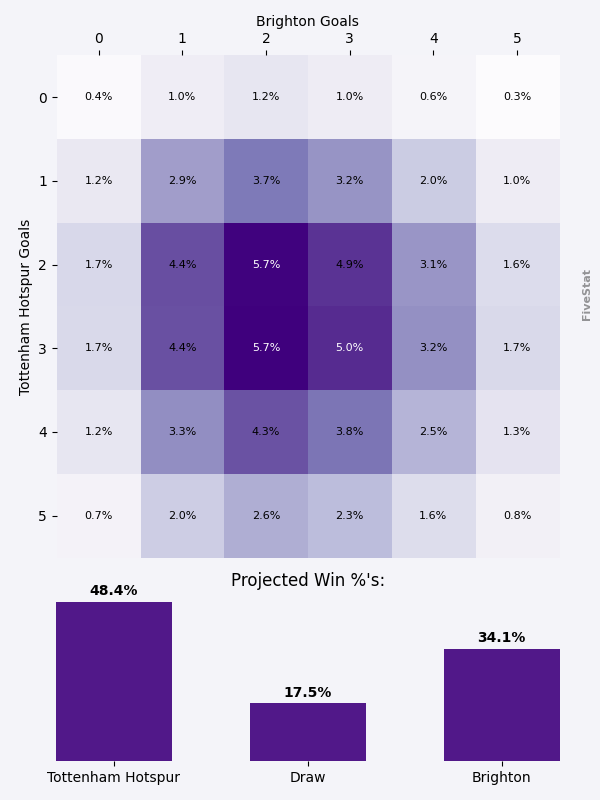 Brighton Goals
0 1 2 3 4 5
0 0.4% 1.0% 1.2% 1.0% 0.6% 0.3%
1 1.2% 2.9% 3.7% 3.2% 2.0% 1.0%
2 1.7% 4.4% 5.7% 4.9% 3.1% 1.6%
3 1.7% 4.4% 5.7% 5.0% 3.2% 1.7%
4 1.2% 3.3% 4.3% 3.8% 2.5% 1.3%
5 0.7% 2.0% 2.6% 2.3% 1.6% 0.8%
Tottenham Hotspur Goals
FiveStat
Projected Win %'s:
48.4% 17.5% 34.1%
Tottenham Hotspur Draw Brighton